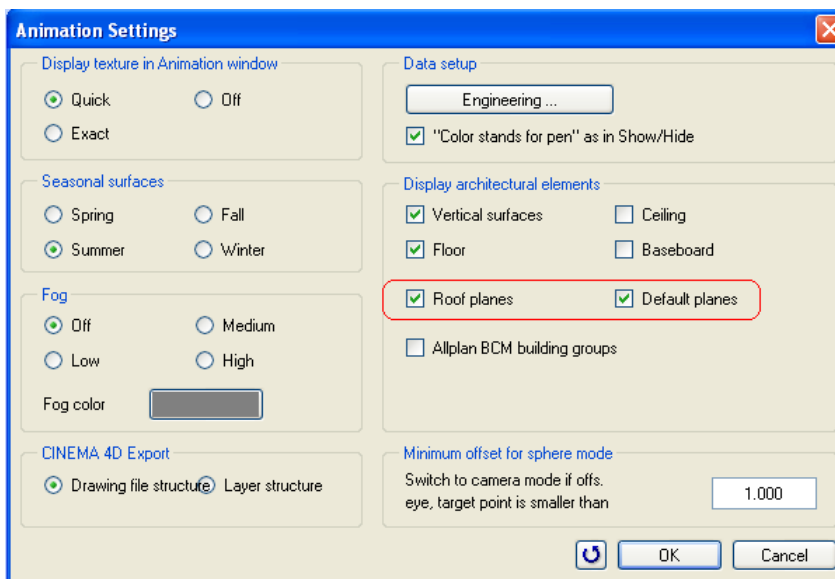 Animation Settings
Display texture in Animation window
Quick
Off
Exact
Seasonal surfaces
Spring
Fall
Summer
Winter
Fog
Off
Medium
Low
High
Fog color
CINEMA 4D Export
Drawing file structure
Layer structure
Data setup
Engineering ...
"Color stands for pen" as in Show/Hide
Display architectural elements
Vertical surfaces
Ceiling
Floor
Baseboard
Roof planes
Default planes
Allplan BCM building groups
Minimum offset for sphere mode
Switch to camera mode if offs.
eye, target point is smaller than
1.000
OK
Cancel